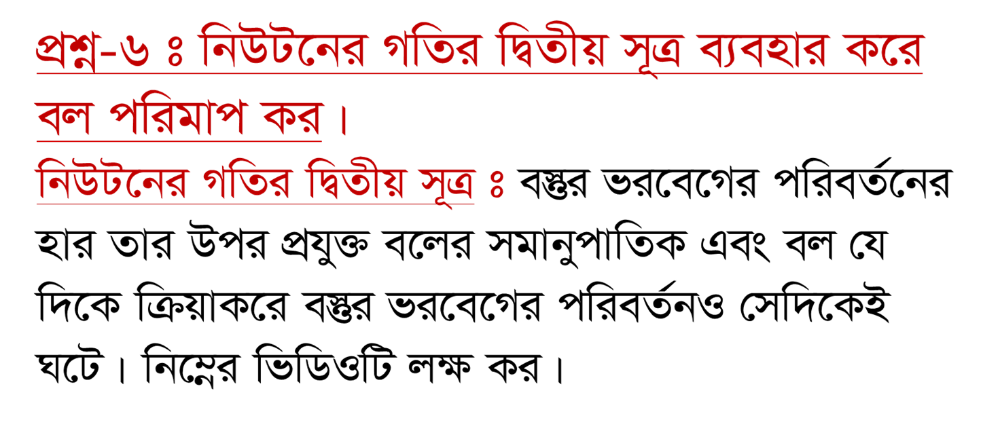 প্রশ্ন-৬ ঃ নিউটনের গতির দ্বিতীয় সূত্র ব্যবহার করে
বল পরিমাপ কর।
নিউটনের গতির দ্বিতীয় সূত্র ঃ বস্তুর ভরবেগের পরিবর্তনের
হার তার উপর প্রযুক্ত বলের সমানুপাতিক এবং বল যে
দিকে ক্রিয়াকরে বস্তুর ভরবেগের পরিবর্তনও সেদিকেই
ঘটে। নিম্নের ভিডিওটি লক্ষ কর।